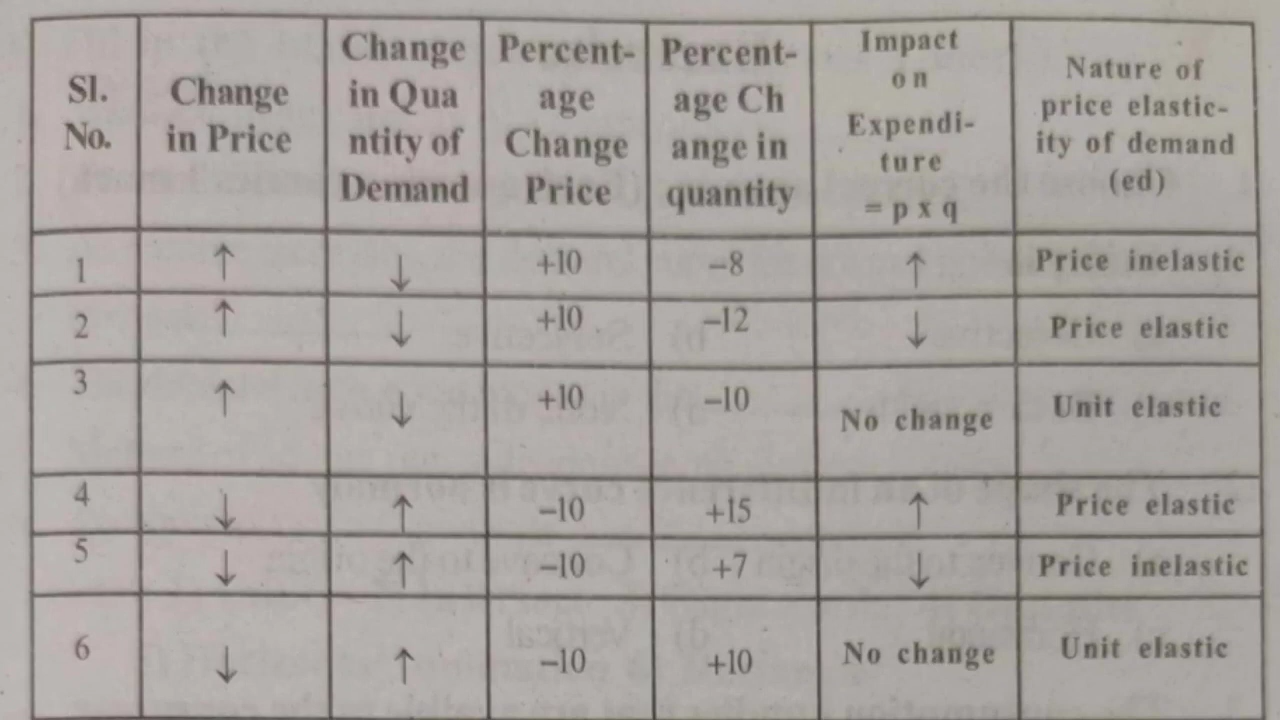 Sl. No. | Change in Price | Change in Qua ntity of Demand | Percent- age Change Price | Percent- age Ch ange in quantity | Impact on Expendi- ture = p x q | Nature of price elastic- ity of demand (ed)
1 | ↑ | ↓ | +10 | –8 | ↑ | Price inelastic
2 | ↑ | ↓ | +10 | –12 | ↓ | Price elastic
3 | ↑ | ↓ | +10 | –10 | No change | Unit elastic
4 | ↓ | ↑ | –10 | +15 | ↑ | Price elastic
5 | ↓ | ↑ | –10 | +7 | ↓ | Price inelastic
6 | ↓ | ↑ | –10 | +10 | No change | Unit elastic